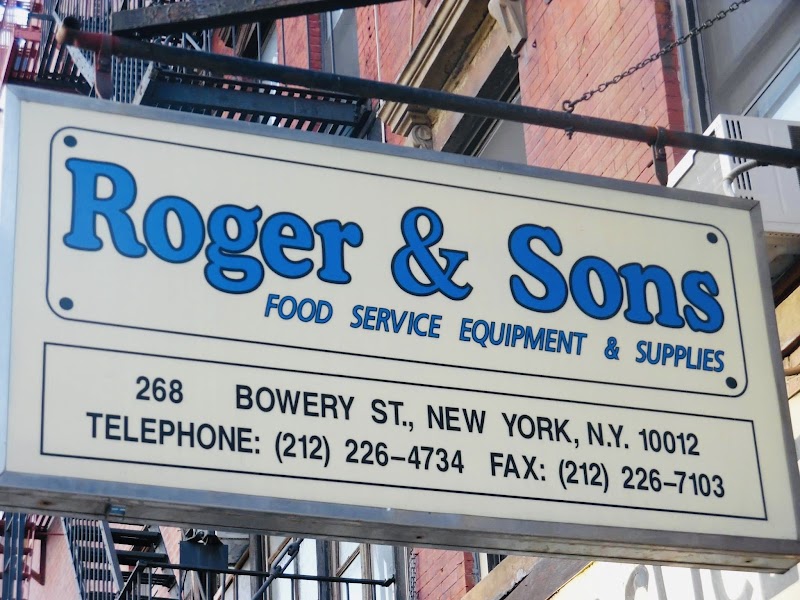 Roger & Sons
FOOD SERVICE EQUIPMENT & SUPPLIES
268 BOWERY ST., NEW YORK, N.Y. 10012
TELEPHONE: (212) 226-4734 FAX: (212) 226-7103